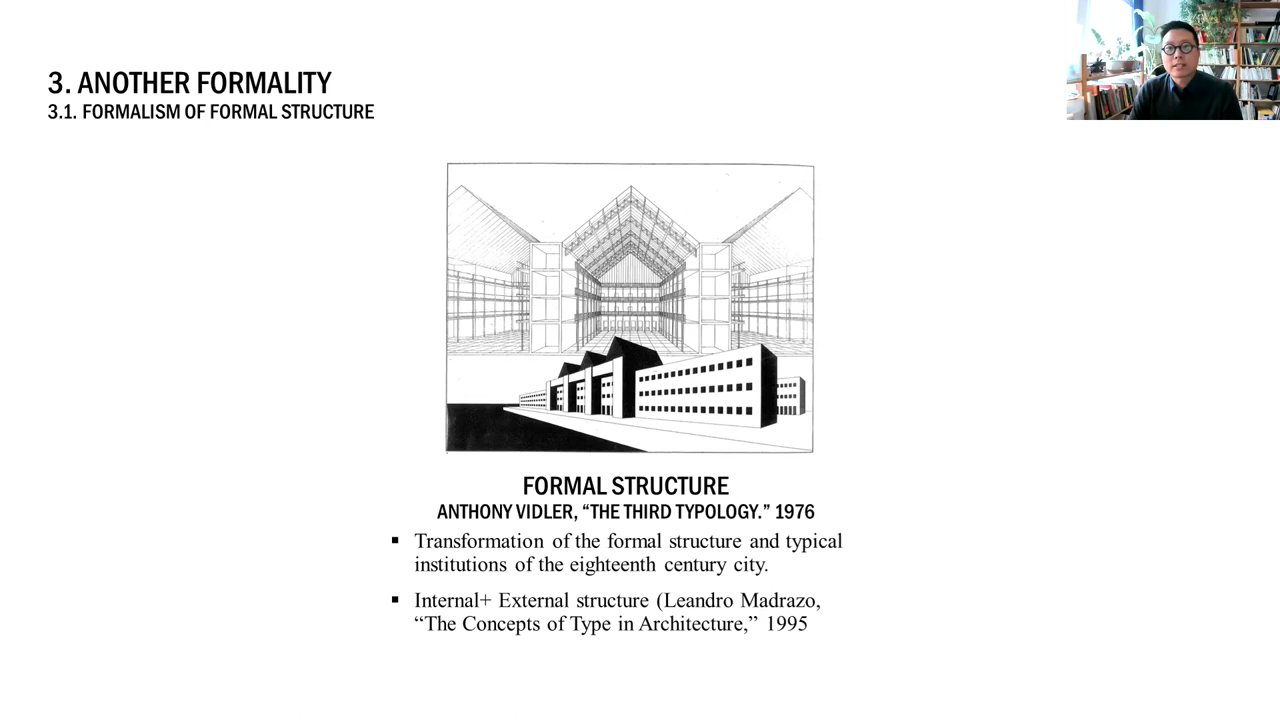 3. ANOTHER FORMALITY
3.1. FORMALISM OF FORMAL STRUCTURE
FORMAL STRUCTURE
ANTHONY VIDLER, “THE THIRD TYPOLOGY.” 1976
▪ Transformation of the formal structure and typical
institutions of the eighteenth century city.
▪ Internal+ External structure (Leandro Madrazo,
“The Concepts of Type in Architecture,” 1995